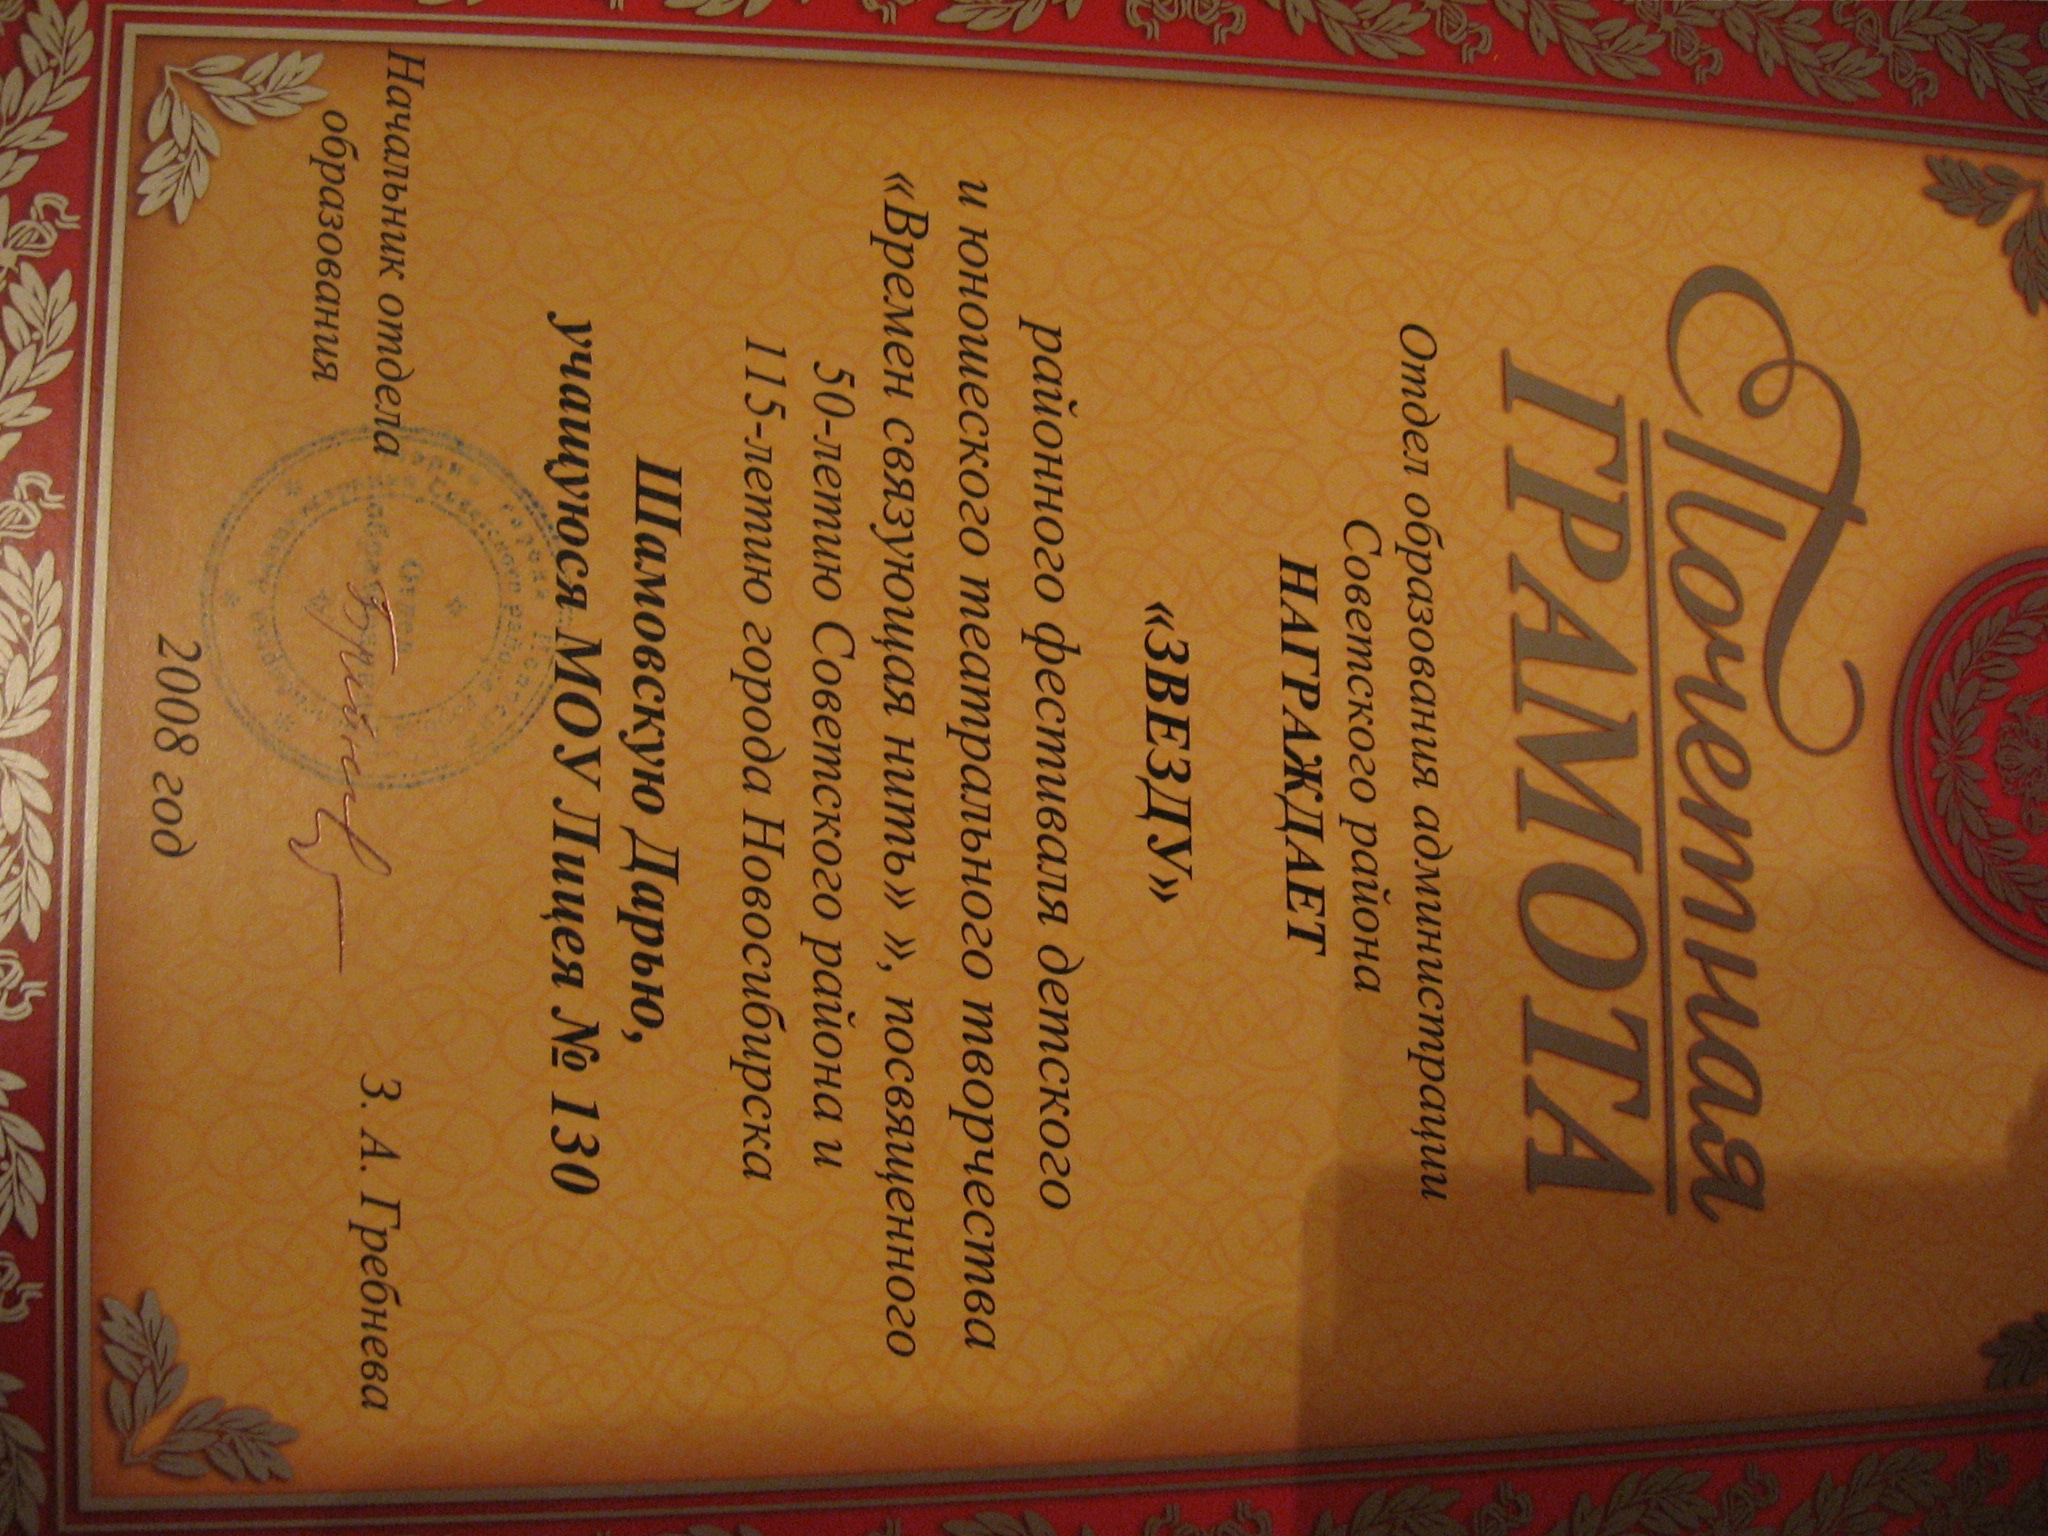 Почетная
ГРАМОТА
Отдел образования администрации
Советского района
НАГРАЖДАЕТ
«ЗВЕЗДУ»
районного фестиваля детского
и юношеского театрального творчества
«Времен связующая нить» », посвященного
50-летию Советского района и
115-летию города Новосибирска
Шамовскую Дарью,
учащуюся МОУ Лицея № 130
Начальник отдела
образования
З. А. Гребнева
2008 год